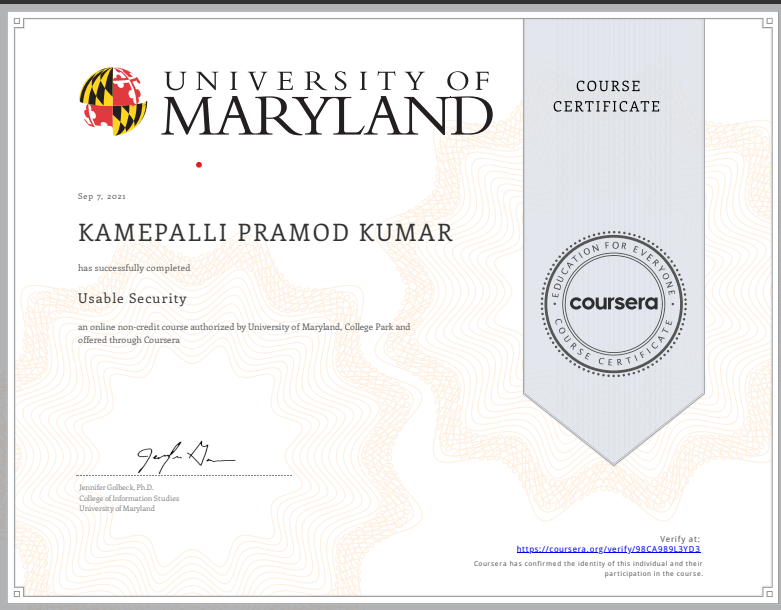 UNIVERSITY OF
MARYLAND
COURSE
CERTIFICATE
Sep 7, 2021
KAMEPALLI PRAMOD KUMAR
has successfully completed
Usable Security
an online non-credit course authorized by University of Maryland, College Park and
offered through Coursera
EDUCATION FOR EVERYONE
coursera
COURSE CERTIFICATE
Jennifer Golbeck, Ph.D.
College of Information Studies
University of Maryland
Verify at:
https://coursera.org/verify/98CA989L3YD3
Coursera has confirmed the identity of this individual and their
participation in the course.